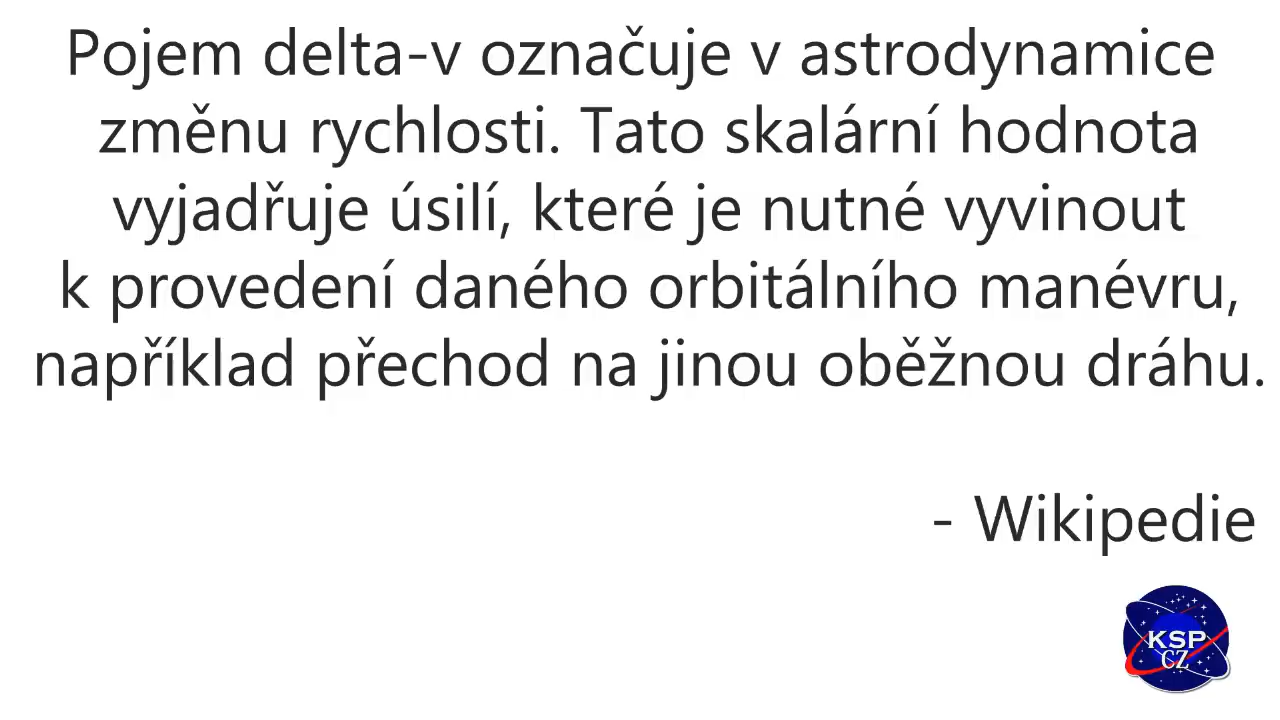 Pojem delta-v označuje v astrodynamice
změnu rychlosti. Tato skalární hodnota
vyjadřuje úsilí, které je nutné vyvinout
k provedení daného orbitálního manévru,
například přechod na jinou oběžnou dráhu.
- Wikipedie
KSP
CZ